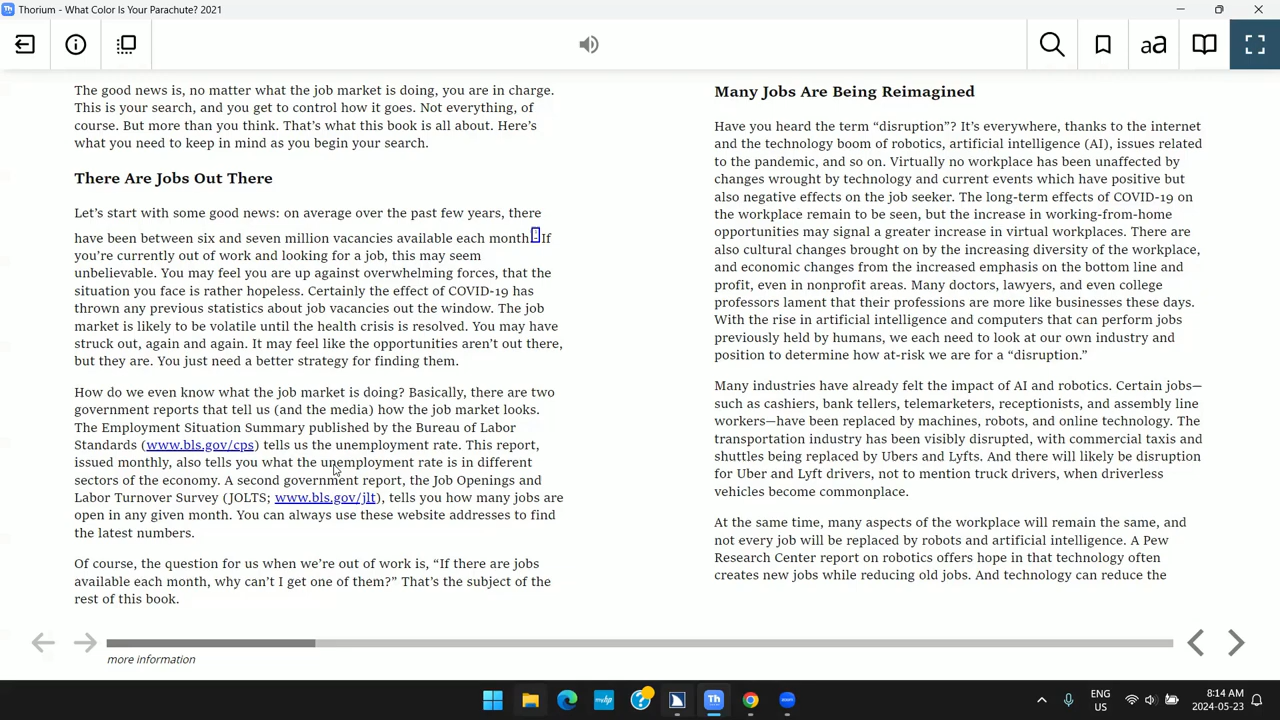 Thorium - What Color Is Your Parachute? 2021
aa
The good news is, no matter what the job market is doing, you are in charge.
This is your search, and you get to control how it goes. Not everything, of
course. But more than you think. That’s what this book is all about. Here’s
what you need to keep in mind as you begin your search.
There Are Jobs Out There
Let’s start with some good news: on average over the past few years, there
have been between six and seven million vacancies available each month. If
you’re currently out of work and looking for a job, this may seem
unbelievable. You may feel you are up against overwhelming forces, that the
situation you face is rather hopeless. Certainly the effect of COVID-19 has
thrown any previous statistics about job vacancies out the window. The job
market is likely to be volatile until the health crisis is resolved. You may have
struck out, again and again. It may feel like the opportunities aren’t out there,
but they are. You just need a better strategy for finding them.
How do we even know what the job market is doing? Basically, there are two
government reports that tell us (and the media) how the job market looks.
The Employment Situation Summary published by the Bureau of Labor
Standards (www.bls.gov/cps) tells us the unemployment rate. This report,
issued monthly, also tells you what the unemployment rate is in different
sectors of the economy. A second government report, the Job Openings and
Labor Turnover Survey (JOLTS; www.bls.gov/jlt), tells you how many jobs are
open in any given month. You can always use these website addresses to find
the latest numbers.
Of course, the question for us when we’re out of work is, “If there are jobs
available each month, why can’t I get one of them?” That’s the subject of the
rest of this book.
Many Jobs Are Being Reimagined
Have you heard the term “disruption”? It’s everywhere, thanks to the internet
and the technology boom of robotics, artificial intelligence (AI), issues related
to the pandemic, and so on. Virtually no workplace has been unaffected by
changes wrought by technology and current events which have positive but
also negative effects on the job seeker. The long-term effects of COVID-19 on
the workplace remain to be seen, but the increase in working-from-home
opportunities may signal a greater increase in virtual workplaces. There are
also cultural changes brought on by the increasing diversity of the workplace,
and economic changes from the increased emphasis on the bottom line and
profit, even in nonprofit areas. Many doctors, lawyers, and even college
professors lament that their professions are more like businesses these days.
With the rise in artificial intelligence and computers that can perform jobs
previously held by humans, we each need to look at our own industry and
position to determine how at-risk we are for a “disruption.”
Many industries have already felt the impact of AI and robotics. Certain jobs—
such as cashiers, bank tellers, telemarketers, receptionists, and assembly line
workers—have been replaced by machines, robots, and online technology. The
transportation industry has been visibly disrupted, with commercial taxis and
shuttles being replaced by Ubers and Lyfts. And there will likely be disruption
for Uber and Lyft drivers, not to mention truck drivers, when driverless
vehicles become commonplace.
At the same time, many aspects of the workplace will remain the same, and
not every job will be replaced by robots and artificial intelligence. A Pew
Research Center report on robotics offers hope in that technology often
creates new jobs while reducing old jobs. And technology can reduce the
more information
Th
ENG
US
8:14 AM
2024-05-23